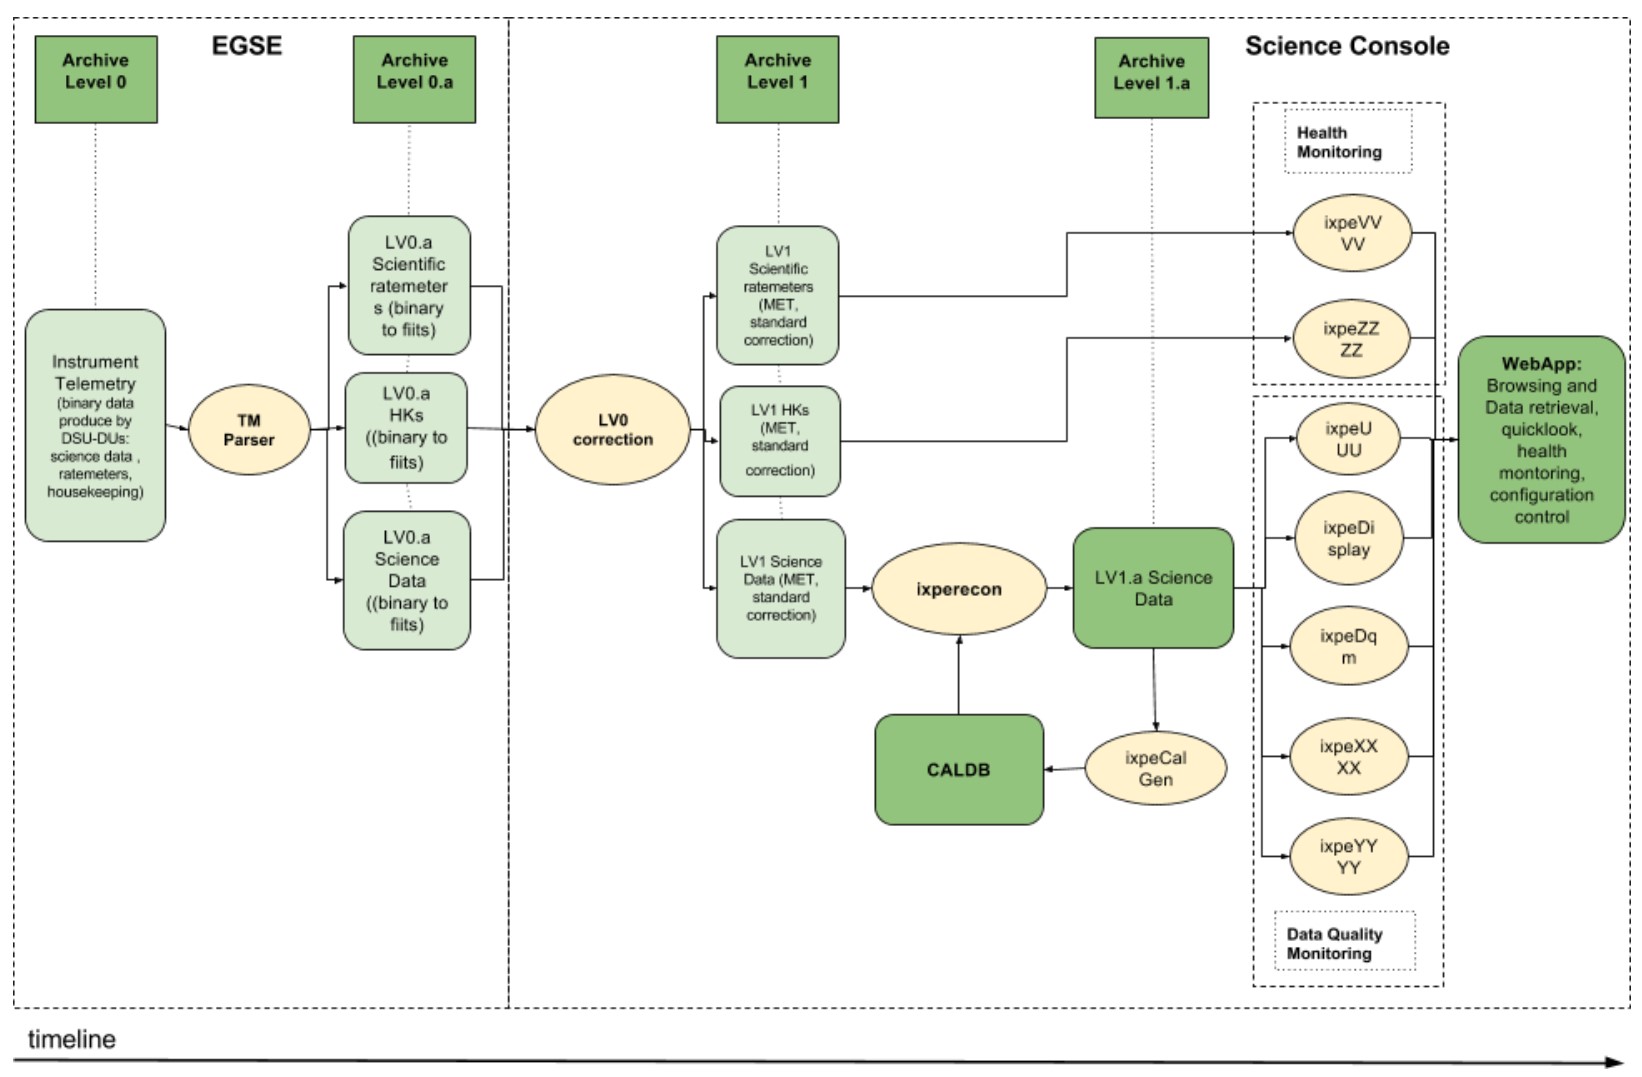 EGSE
Science Console
Archive
Level 0
Archive
Level 0.a
Archive
Level 1
Archive
Level 1.a
Instrument
Telemetry
(binary data
produce by
DSU-DUs:
science data ,
ratemeters,
housekeeping)
TM
Parser
LV0.a
Scientific
ratemeter
s (binary
to fiits)
LV0.a
HKs
((binary to
fiits)
LV0.a
Science
Data
((binary to
fiits)
LV0
correction
LV1
Scientific
ratemeters
(MET,
standard
correction)
LV1 HKs
(MET,
standard
correction)
LV1 Science
Data (MET,
standard
correction)
ixperecon
LV1.a Science
Data
CALDB
ixpeCal
Gen
Health
Monitoring
ixpeVV
VV
ixpeZZ
ZZ
ixpeU
UU
ixpeDi
splay
ixpeDq
m
ixpeXX
XX
ixpeYY
YY
Data Quality
Monitoring
WebApp:
Browsing and
Data retrieval,
quicklook,
health
montoring,
configuration
control
timeline